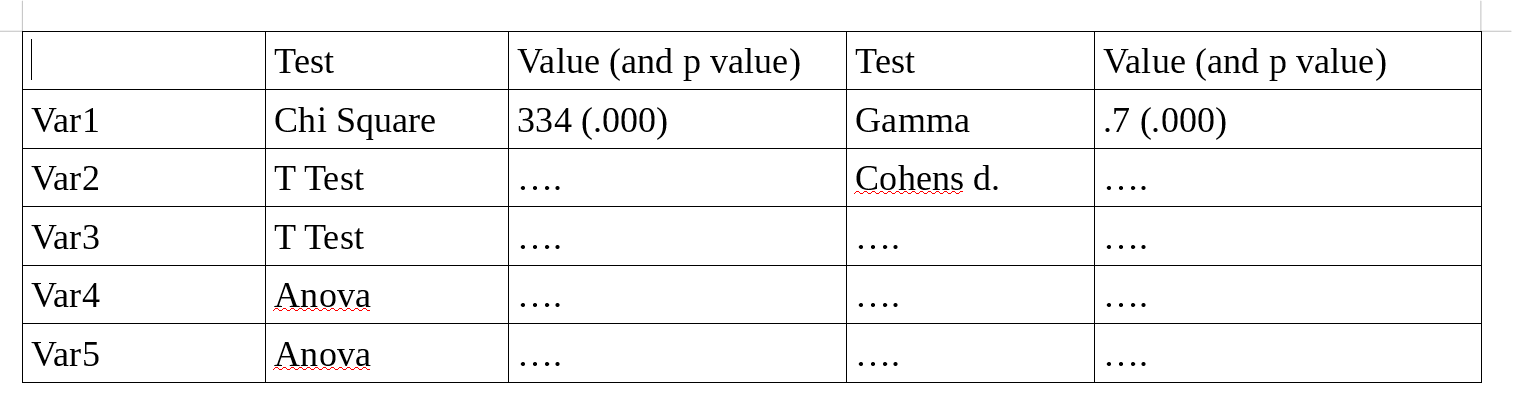 Test Value (and p value) Test Value (and p value)
Var1 Chi Square 334 (.000) Gamma .7 (.000)
Var2 T Test …. Cohens d. ….
Var3 T Test …. …. ….
Var4 Anova …. …. ….
Var5 Anova …. …. ….